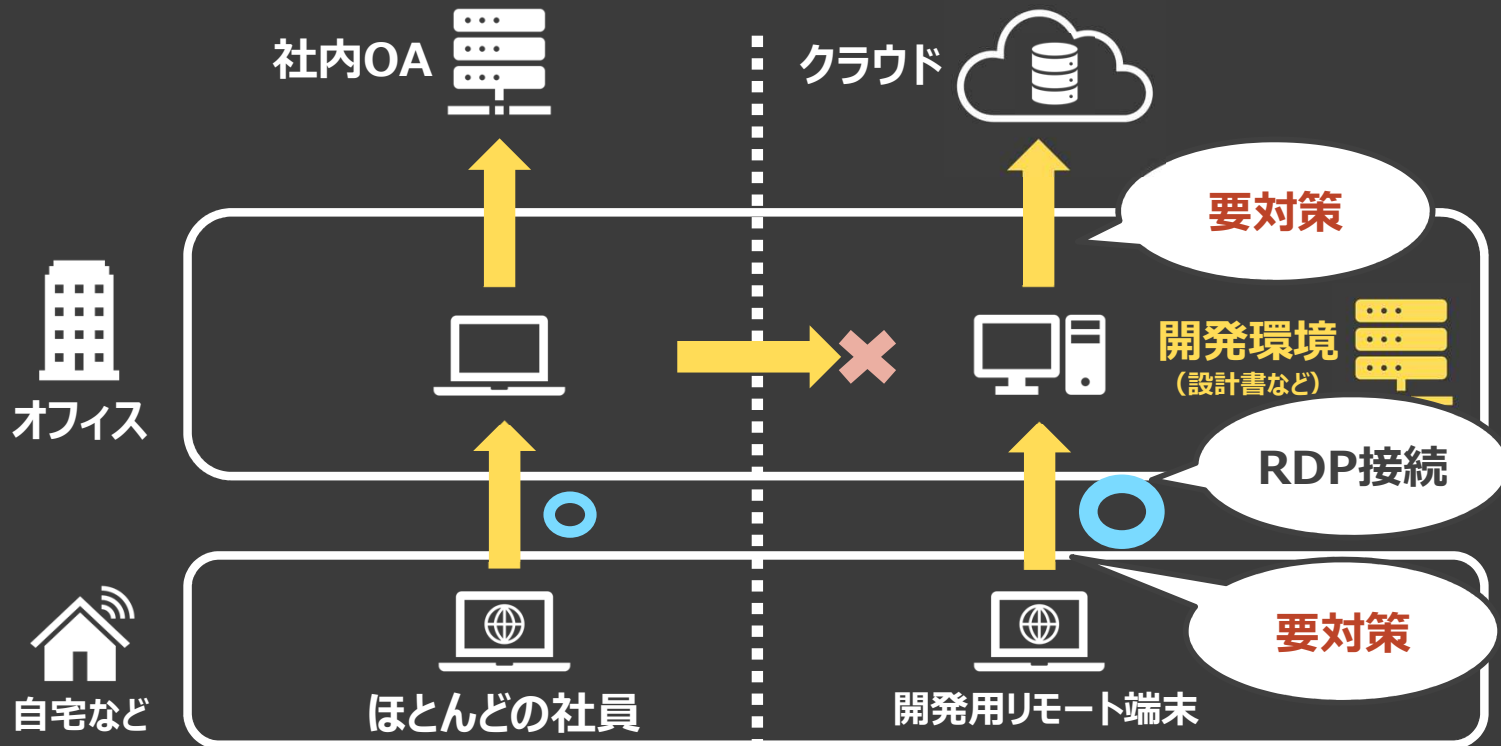 社内OA
クラウド
要対策
開発環境
（設計書など）
オフィス
RDP接続
要対策
自宅など
ほとんどの社員
開発用リモート端末